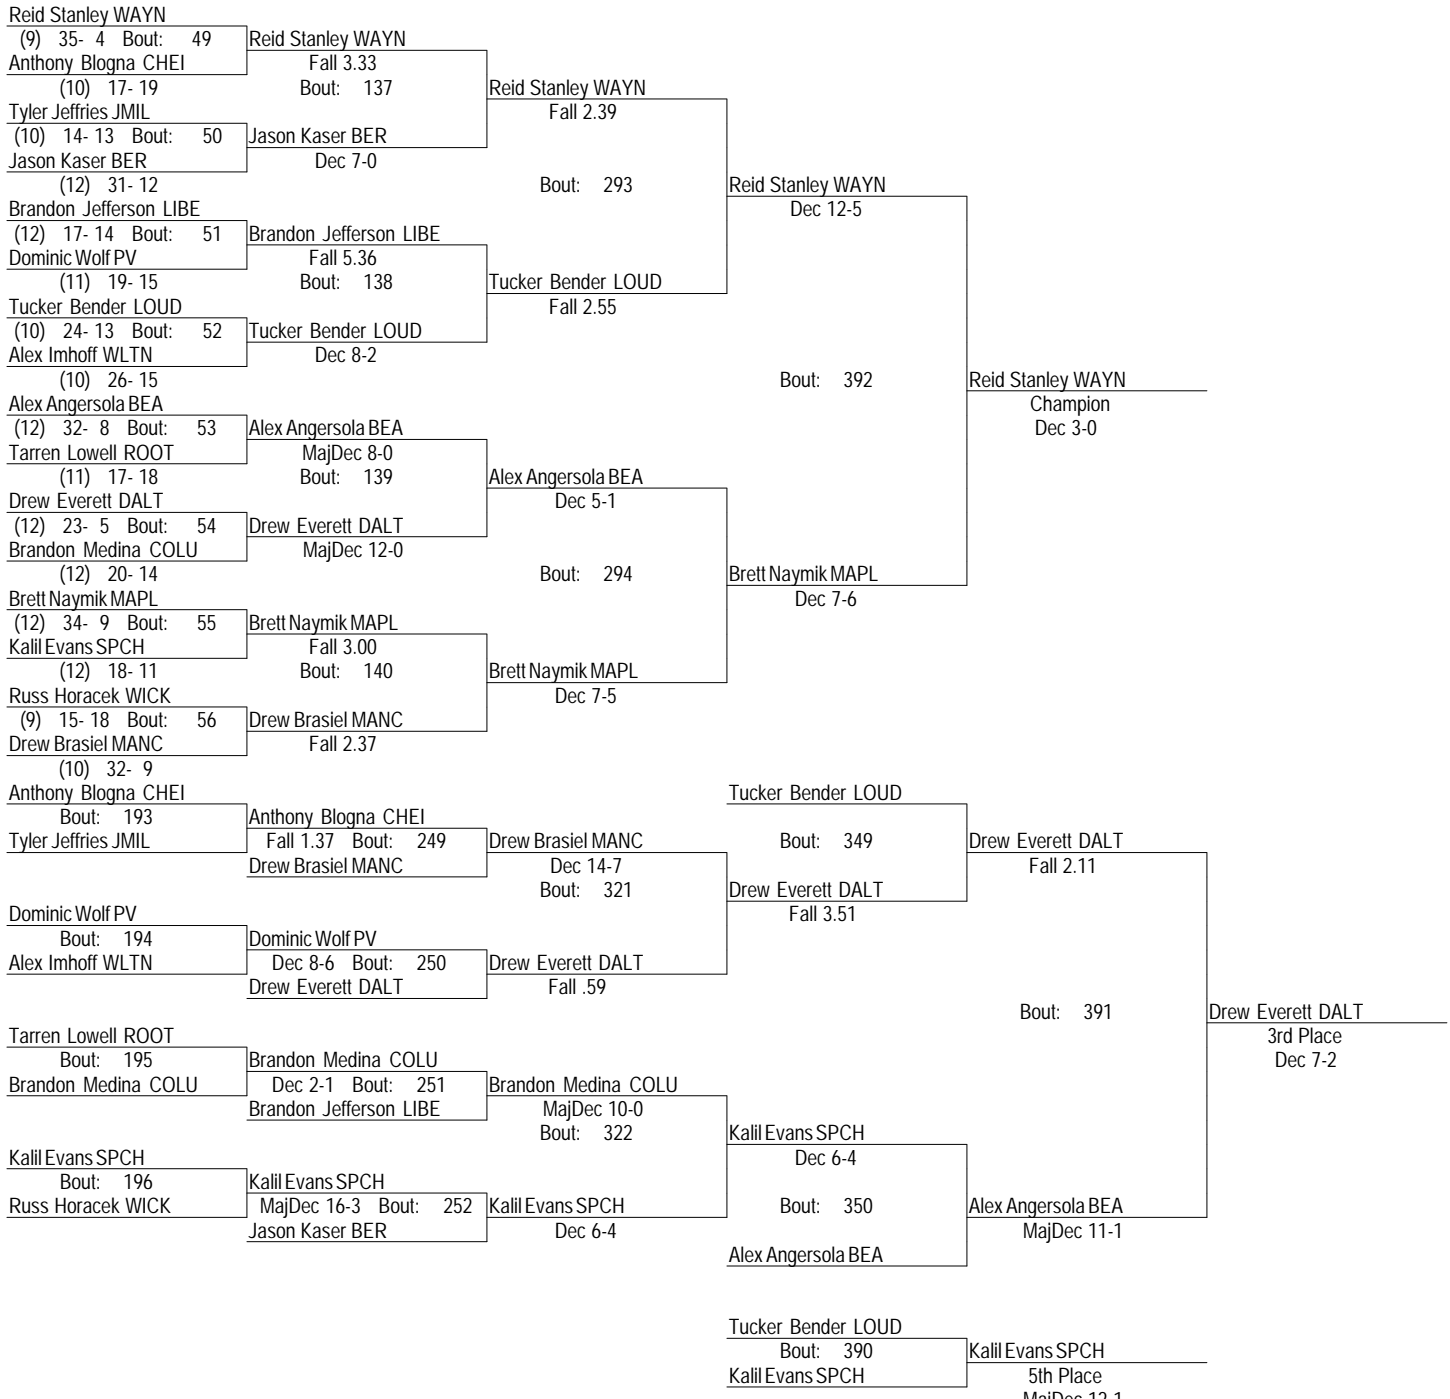 Reid Stanley WAYN
(9) 35- 4 Bout: 49 Reid Stanley WAYN
Anthony Blogna CHEI Fall 3.33
(10) 17- 19 Bout: 137 Reid Stanley WAYN
Tyler Jeffries JMIL Fall 2.39
(10) 14- 13 Bout: 50 Jason Kaser BER
Jason Kaser BER Dec 7-0
(12) 31- 12 Bout: 293 Reid Stanley WAYN
Brandon Jefferson LIBE Dec 12-5
(12) 17- 14 Bout: 51 Brandon Jefferson LIBE
Dominic Wolf PV Fall 5.36
(11) 19- 15 Bout: 138 Tucker Bender LOUD
Tucker Bender LOUD Fall 2.55
(10) 24- 13 Bout: 52 Tucker Bender LOUD
Alex Imhoff WLTN Dec 8-2
(10) 26- 15 Bout: 392 Reid Stanley WAYN
Alex Angersola BEA Champion
(12) 32- 8 Bout: 53 Alex Angersola BEA Dec 3-0
Tarren Lowell ROOT MajDec 8-0
(11) 17- 18 Bout: 139 Alex Angersola BEA
Drew Everett DALT Dec 5-1
(12) 23- 5 Bout: 54 Drew Everett DALT
Brandon Medina COLU MajDec 12-0
(12) 20- 14 Bout: 294 Brett Naymik MAPL
Brett Naymik MAPL Dec 7-6
(12) 34- 9 Bout: 55 Brett Naymik MAPL
Kalil Evans SPCH Fall 3.00
(12) 18- 11 Bout: 140 Brett Naymik MAPL
Russ Horacek WICK Dec 7-5
(9) 15- 18 Bout: 56 Drew Brasiel MANC
Drew Brasiel MANC Fall 2.37
(10) 32- 9
Anthony Blogna CHEI Tucker Bender LOUD
Bout: 193 Anthony Blogna CHEI
Tyler Jeffries JMIL Fall 1.37 Bout: 249 Drew Brasiel MANC Bout: 349 Drew Everett DALT
Drew Brasiel MANC Dec 14-7 Fall 2.11
Bout: 321 Drew Everett DALT
Dominic Wolf PV Fall 3.51
Bout: 194 Dominic Wolf PV
Alex Imhoff WLTN Dec 8-6 Bout: 250 Drew Everett DALT
Drew Everett DALT Fall .59
Bout: 391 Drew Everett DALT
Tarren Lowell ROOT 3rd Place
Bout: 195 Brandon Medina COLU Dec 7-2
Brandon Medina COLU Dec 2-1 Bout: 251 Brandon Medina COLU
Brandon Jefferson LIBE MajDec 10-0
Bout: 322 Kalil Evans SPCH
Kalil Evans SPCH Dec 6-4
Bout: 196 Kalil Evans SPCH
Russ Horacek WICK MajDec 16-3 Bout: 252 Kalil Evans SPCH Bout: 350 Alex Angersola BEA
Jason Kaser BER Dec 6-4 MajDec 11-1
Alex Angersola BEA
Tucker Bender LOUD
Bout: 390 Kalil Evans SPCH
Kalil Evans SPCH 5th Place